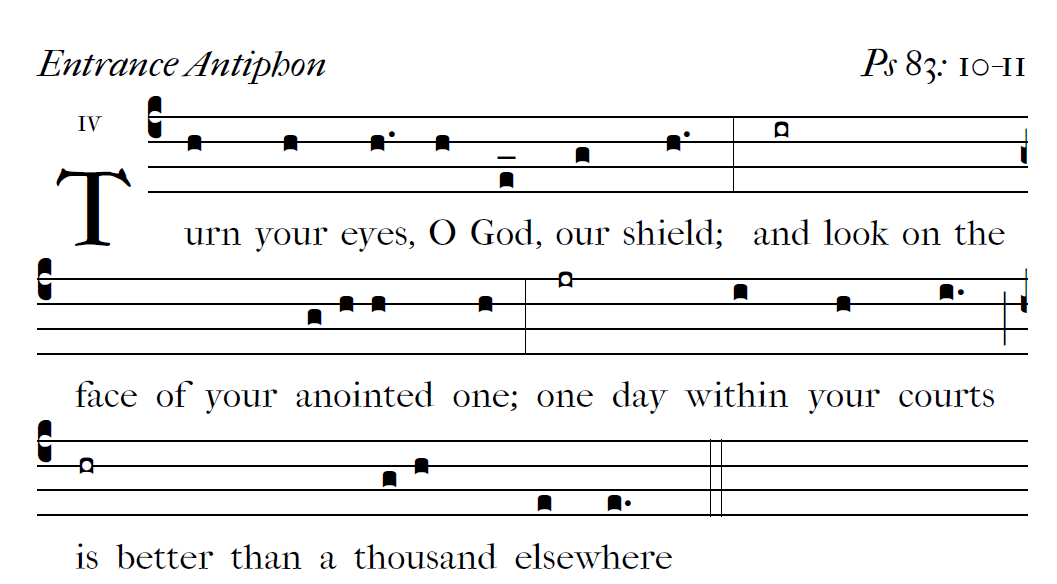 Entrance Antiphon Ps 83: 10-11
IV
Turn your eyes, O God, our shield; and look on the
face of your anointed one; one day within your courts
is better than a thousand elsewhere